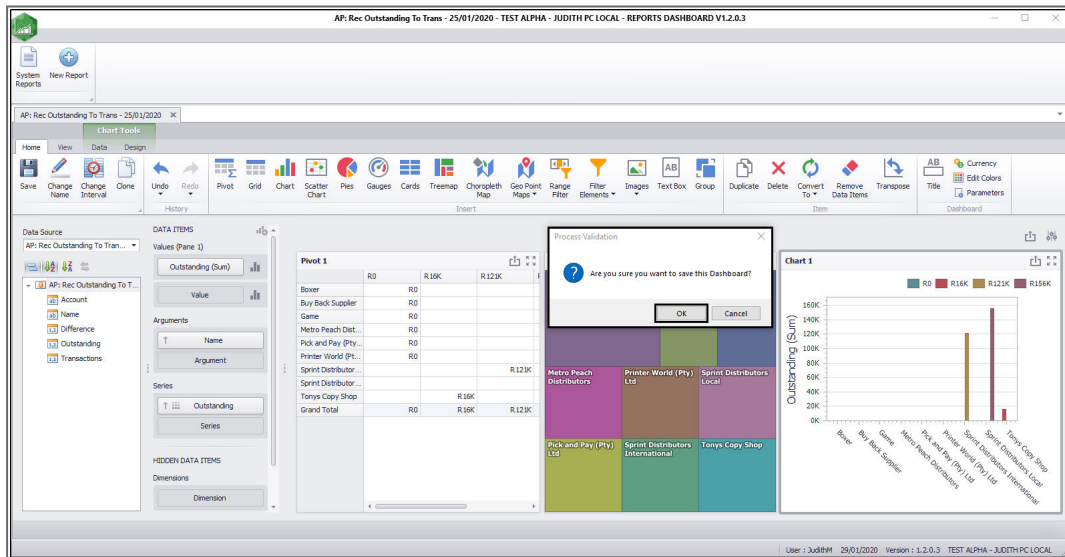 AP: Rec Outstanding To Trans - 25/01/2020 - TEST ALPHA - JUDITH PC LOCAL - REPORTS DASHBOARD V1.2.0.3
System Reports
New Report
AP: Rec Outstanding To Trans - 25/01/2020
Chart Tools
Home View Data Design
Save
Change Name
Change Interval
Clone
Undo
Redo
Pivot
Grid
Chart
Scatter Chart
Pies
Gauges
Cards
Treemap
Choropleth Map
Geo Point Maps
Range Filter
Filter Elements
Images
Text Box
Group
Duplicate
Delete
Convert To
Remove Data Items
Transpose
Title
Currency
Edit Colors
Parameters
History
Insert
Item
Dashboard
Data Source
AP: Rec Outstanding To Tran...
AP: Rec Outstanding To T...
Account
Name
Difference
Outstanding
Transactions
DATA ITEMS
Values (Pane 1)
Outstanding (Sum)
Value
Arguments
Name
Argument
Series
Outstanding
Series
HIDDEN DATA ITEMS
Dimensions
Dimension
Pivot 1
R0 R16K R121K
Boxer R0
Buy Back Supplier R0
Game R0
Metro Peach Dist... R0
Pick and Pay (Pty... R0
Printer World (Pt... R0
Sprint Distributor... R121K
Sprint Distributor...
Tonys Copy Shop R16K
Grand Total R0 R16K R121K
Process Validation
Are you sure you want to save this Dashboard?
OK Cancel
Metro Peach Distributors
Printer World (Pty) Ltd
Sprint Distributors Local
Pick and Pay (Pty) Ltd
Sprint Distributors International
Tonys Copy Shop
Chart 1
R0 R16K R121K R156K
Outstanding (Sum)
160K
140K
120K
100K
80K
60K
40K
20K
0K
Boxer
Buy Back Supplier
Game
Metro Peach Distributors
Pick and Pay (Pty) Ltd
Printer World (Pty) Ltd
Sprint Distributors International
Sprint Distributors Local
Tonys Copy Shop
User : JudithM 29/01/2020 Version : 1.2.0.3 TEST ALPHA - JUDITH PC LOCAL